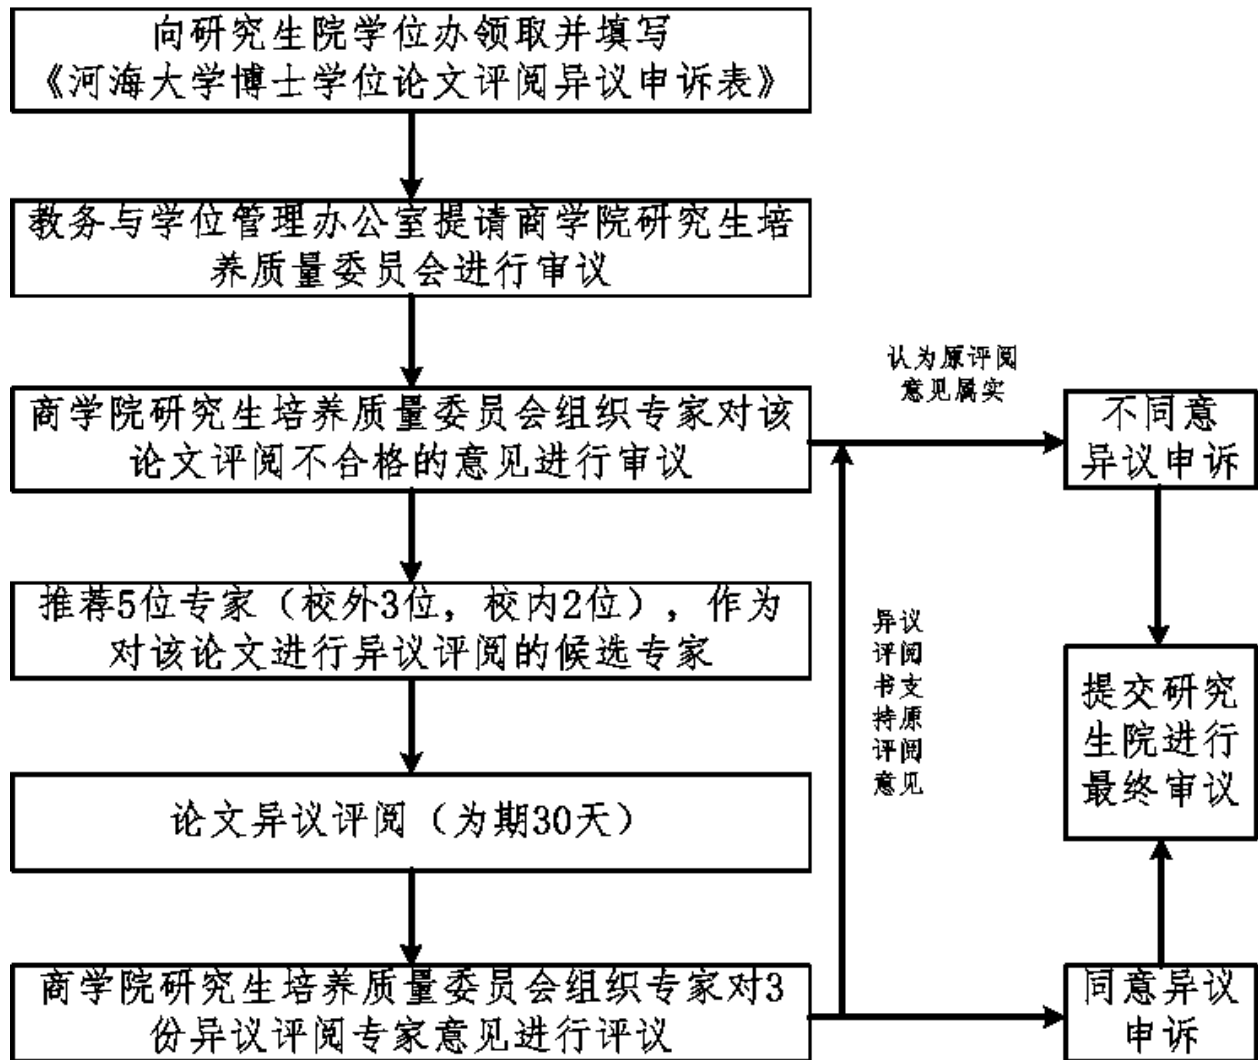 向研究生院学位办领取并填写
《河海大学博士学位论文评阅异议申诉表》
教务与学位管理办公室提请商学院研究生培
养质量委员会进行审议
认为原评阅
意见属实
商学院研究生培养质量委员会组织专家对该
论文评阅不合格的意见进行审议
不同意
异议申诉
推荐5位专家（校外3位，校内2位），作为
对该论文进行异议评阅的候选专家
异议
评阅
书支
持原
评阅
意见
提交研究
生院进行
最终审议
论文异议评阅（为期30天）
商学院研究生培养质量委员会组织专家对3
份异议评阅专家意见进行评议
同意异议
申诉